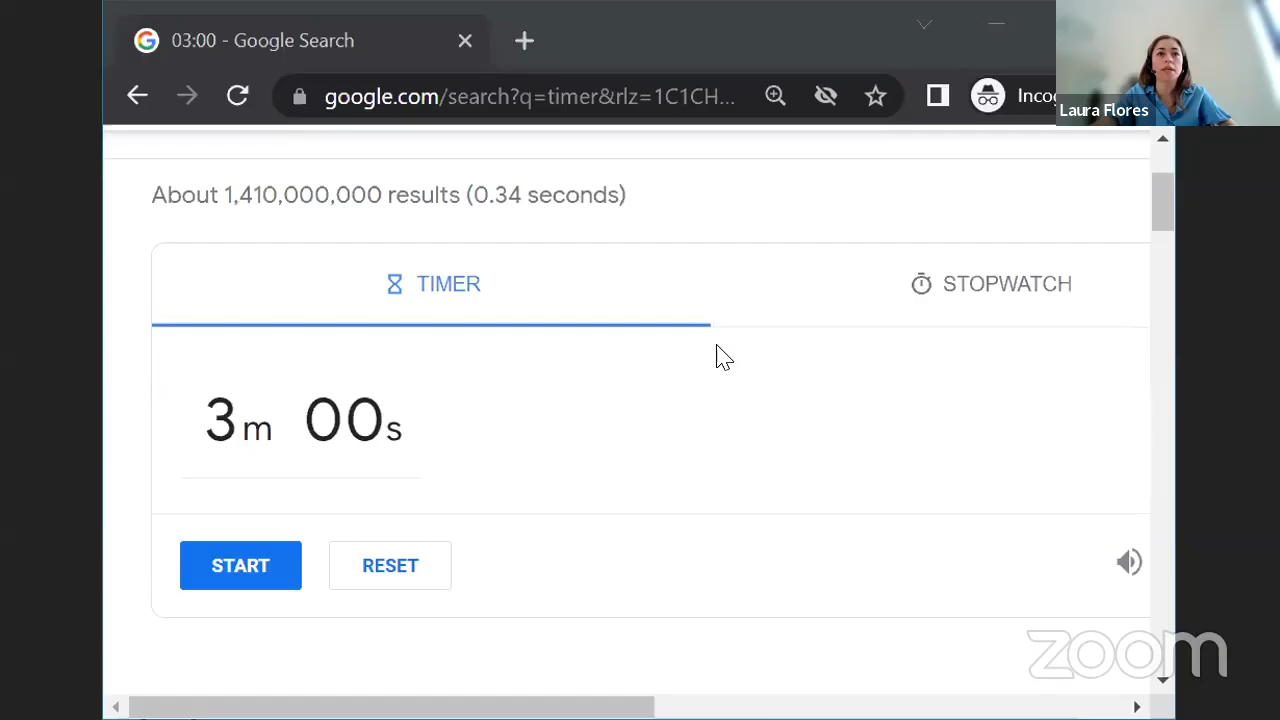 03:00 - Google Search
google.com/search?q=timer&rlz=1C1CH...
Laura Flores
About 1,410,000,000 results (0.34 seconds)
TIMER
STOPWATCH
3m 00s
START
RESET
zoom